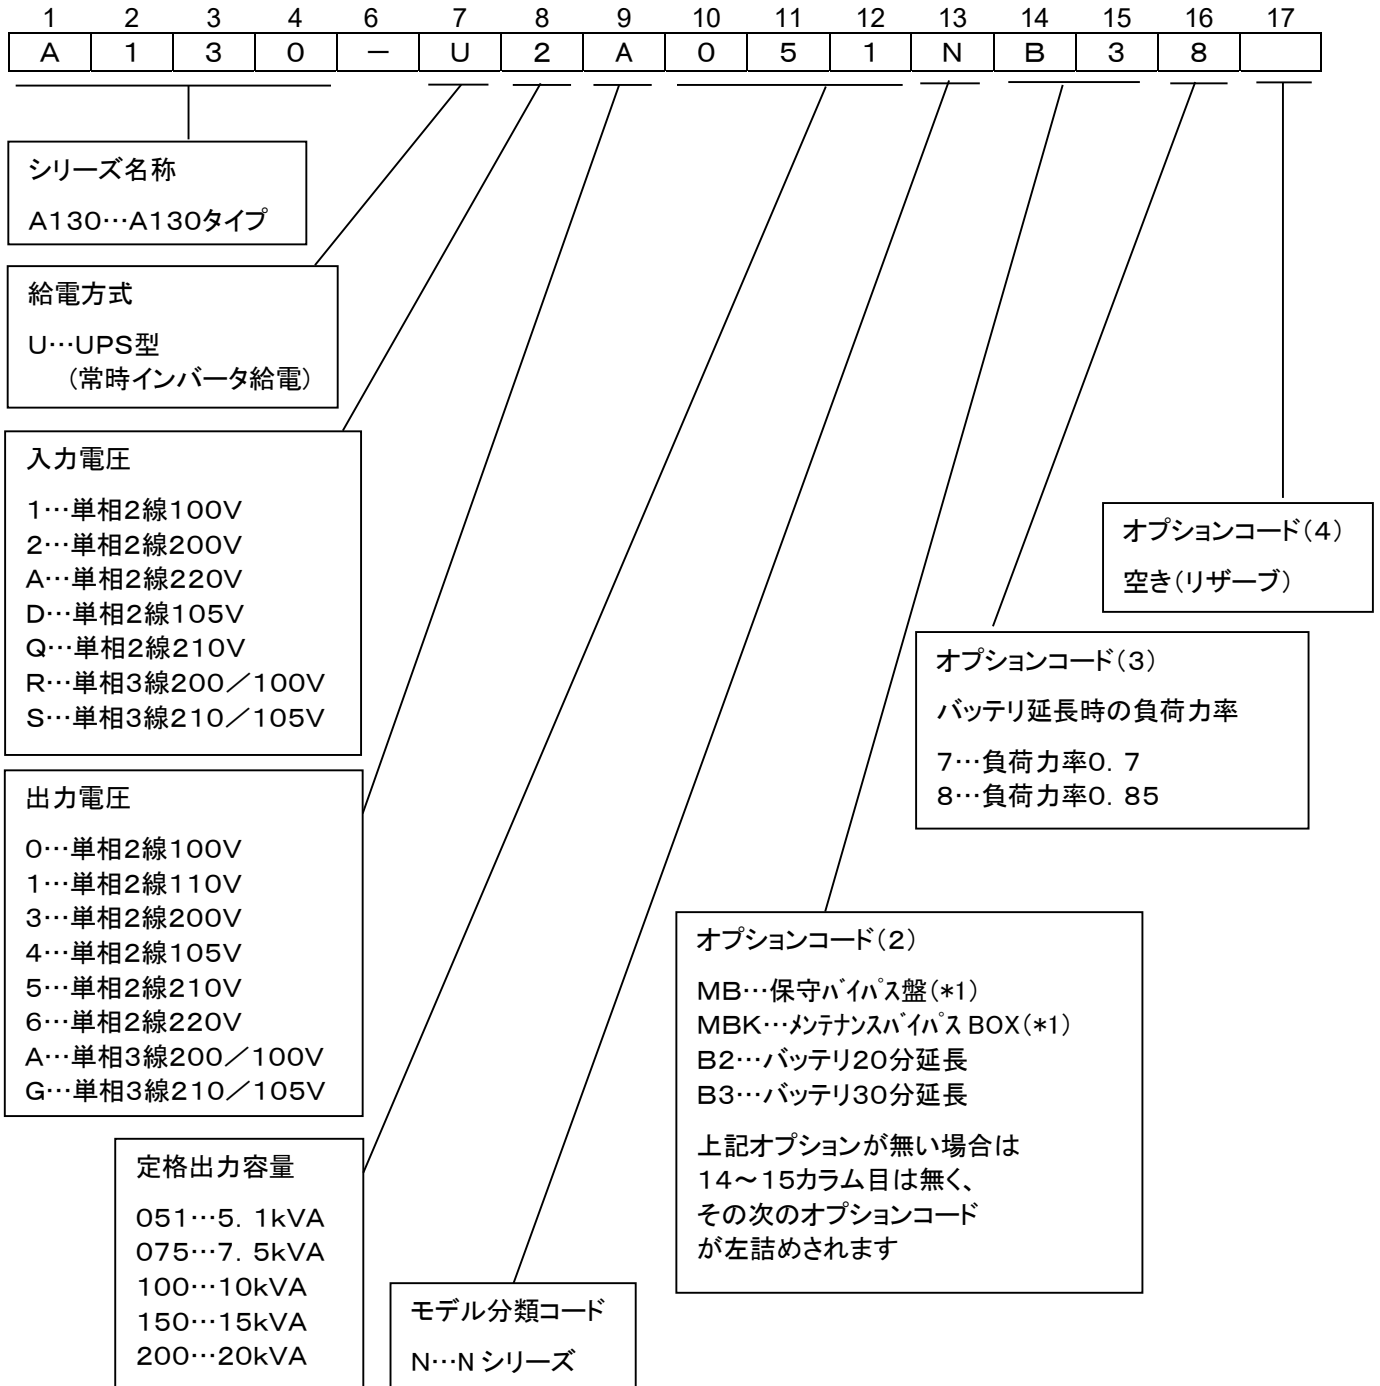 1 2 3 4 6 7 8 9 10 11 12 13 14 15 16 17
A 1 3 0 － U 2 A 0 5 1 N B 3 8
シリーズ名称
A130…A130タイプ
給電方式
U…UPS型
(常時インバータ給電)
入力電圧
1…単相2線100V
2…単相2線200V
A…単相2線220V
D…単相2線105V
Q…単相2線210V
R…単相3線200／100V
S…単相3線210／105V
出力電圧
0…単相2線100V
1…単相2線110V
3…単相2線200V
4…単相2線105V
5…単相2線210V
6…単相2線220V
A…単相3線200／100V
G…単相3線210／105V
定格出力容量
051…5. 1kVA
075…7. 5kVA
100…10kVA
150…15kVA
200…20kVA
モデル分類コード
N…N シリーズ
オプションコード(2)
MB…保守ﾊﾞｲﾊﾟｽ盤(*1)
MBK…ﾒﾝﾃﾅﾝｽﾊﾞｲﾊﾟｽ BOX(*1)
B2…バッテリ20分延長
B3…バッテリ30分延長
上記オプションが無い場合は
14～15カラム目は無く、
その次のオプションコード
が左詰めされます
オプションコード(3)
バッテリ延長時の負荷力率
7…負荷力率0. 7
8…負荷力率0. 85
オプションコード(4)
空き(リザーブ)